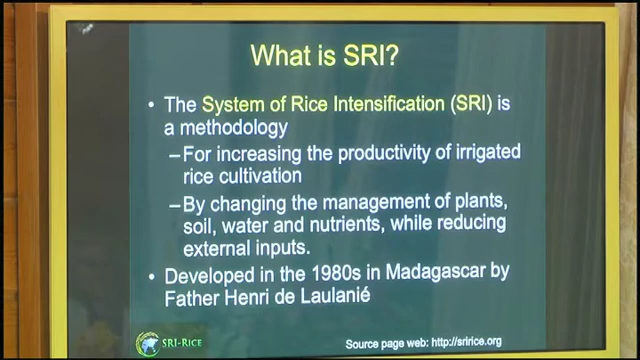 What is SRI?
• The System of Rice Intensification (SRI) is
a methodology
–For increasing the productivity of irrigated
rice cultivation
–By changing the management of plants,
soil, water and nutrients, while reducing
external inputs.
• Developed in the 1980s in Madagascar by
Father Henri de Laulanié
SRI-RICE
Source page web: http://sririce.org